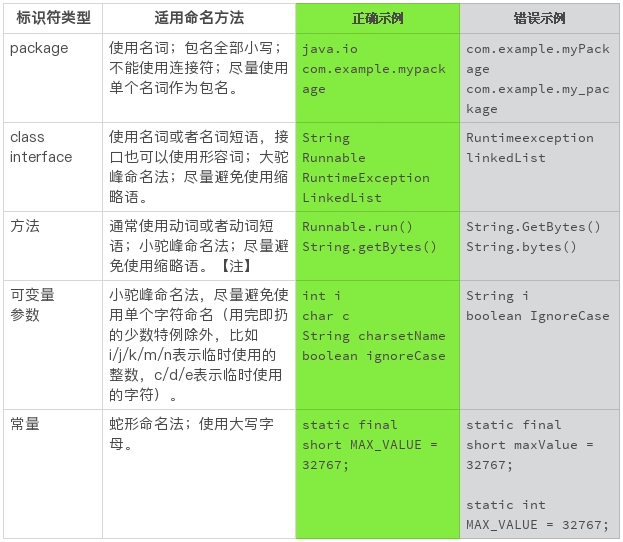 标识符类型
适用命名方法
正确示例
错误示例
package
使用名词；包名全部小写；
不能使用连接符；尽量使用
单个名词作为包名。
java.io
com.example.mypack
age
com.example.myPack
age
com.example.my_pac
kage
class
interface
使用名词或者名词短语，接
口也可以使用形容词；大驼
峰命名法；尽量避免使用缩
略语。
String
Runnable
RuntimeException
LinkedList
Runtimeexception
linkedList
方法
通常使用动词或者动词短
语；小驼峰命名法；尽量避
免使用缩略语。【注】
Runnable.run()
String.getBytes()
String.GetBytes()
String.bytes()
可变量
参数
小驼峰命名法，尽量避免使
用单个字符命名（用完即扔
的少数特例除外，比如
i/j/k/m/n表示临时使用的
整数，c/d/e表示临时使用
的字符）。
int i
char c
String charsetName
boolean ignoreCase
String i
boolean IgnoreCase
常量
蛇形命名法；使用大写字
母。
static final
short MAX_VALUE =
32767;
static final
short maxValue =
32767;
static int
MAX_VALUE = 32767;